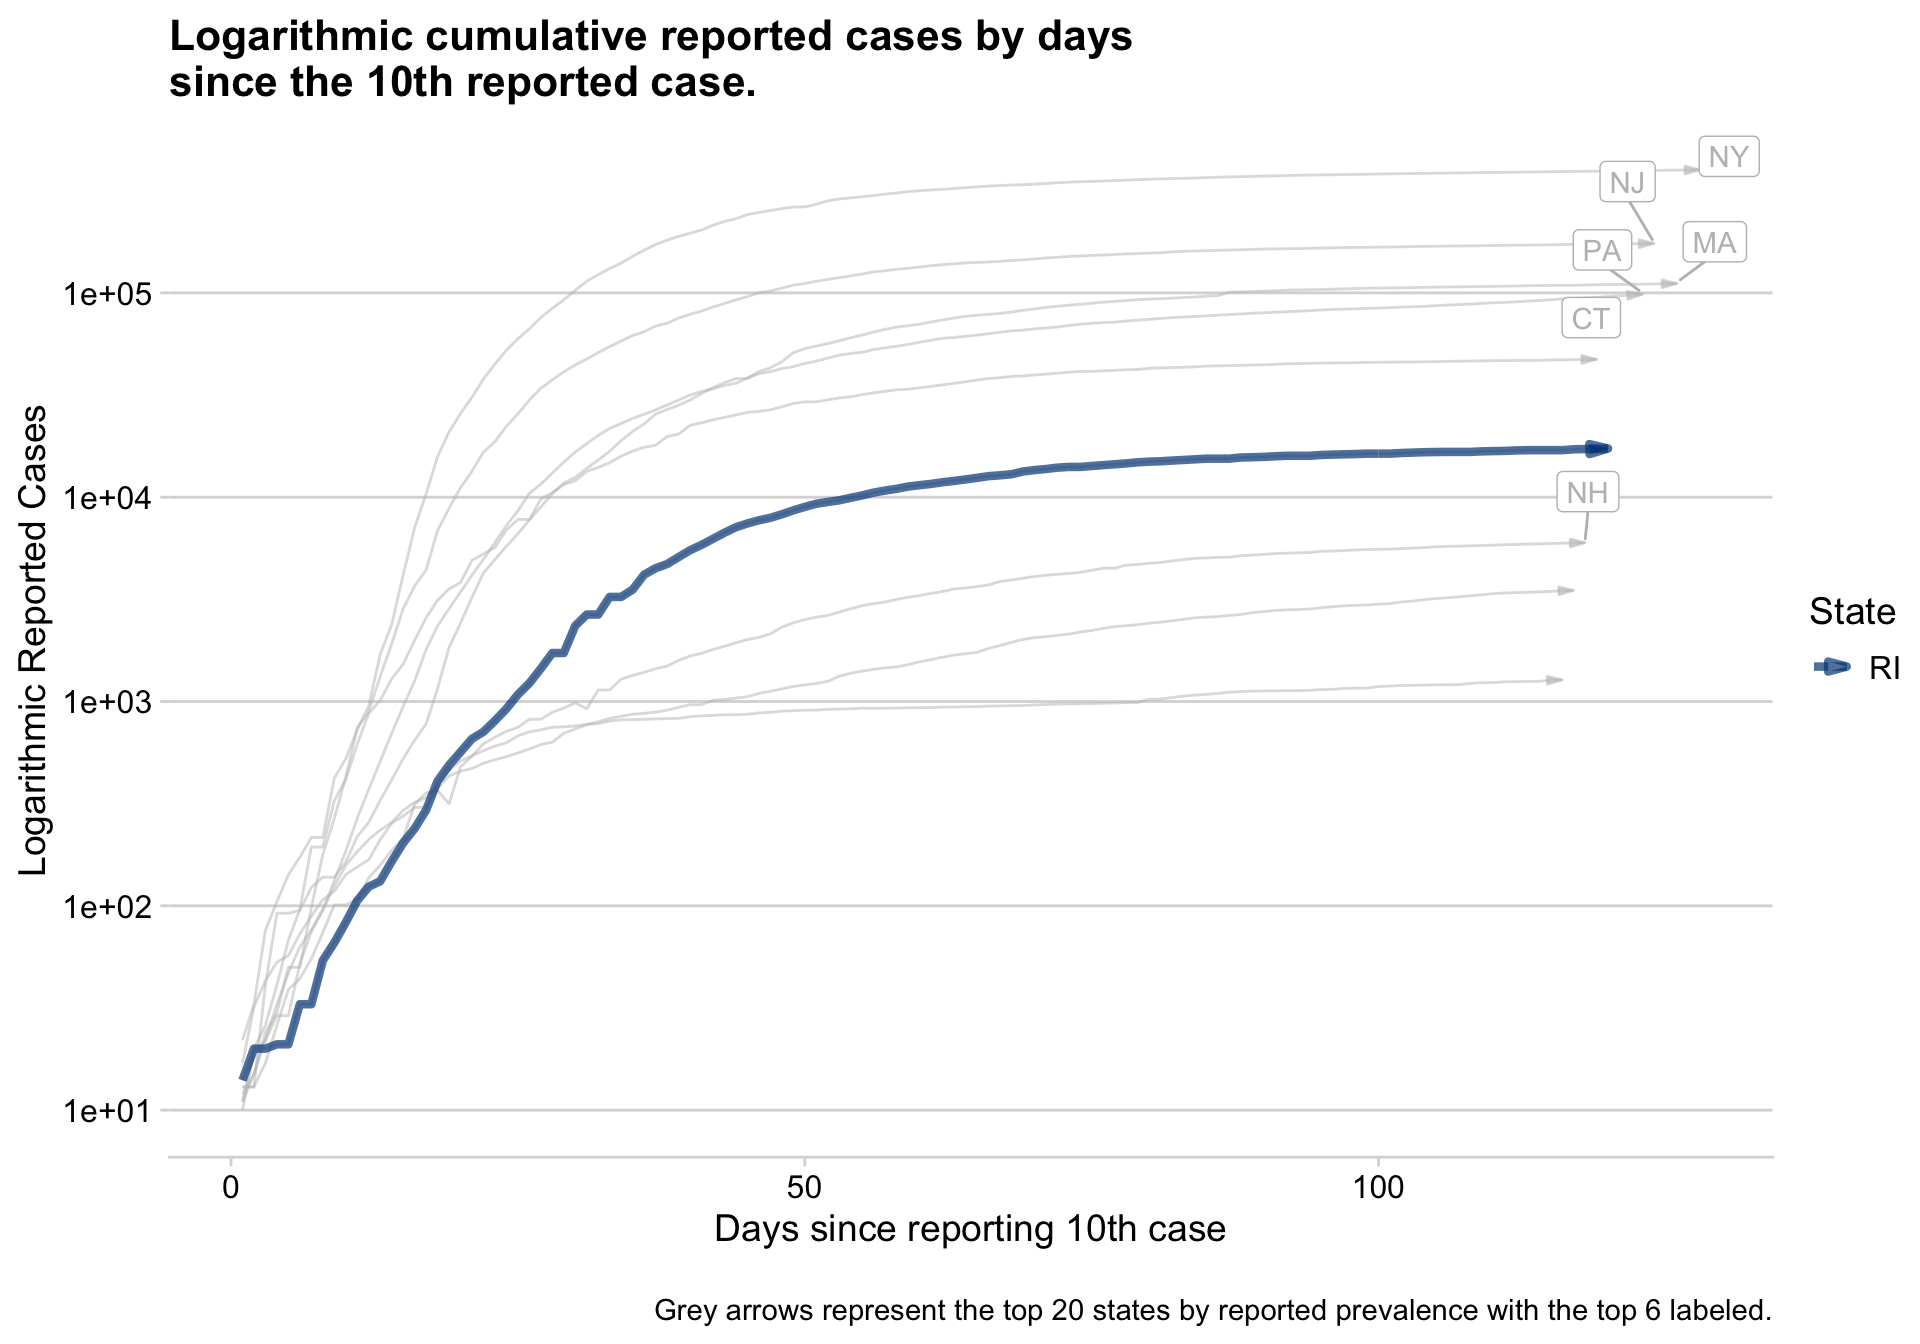 Logarithmic cumulative reported cases by days
since the 10th reported case.
NY
NJ
MA
PA
CT
NH
1e+05
1e+04
1e+03
1e+02
1e+01
Logarithmic Reported Cases
0
50
100
Days since reporting 10th case
State
RI
Grey arrows represent the top 20 states by reported prevalence with the top 6 labeled.